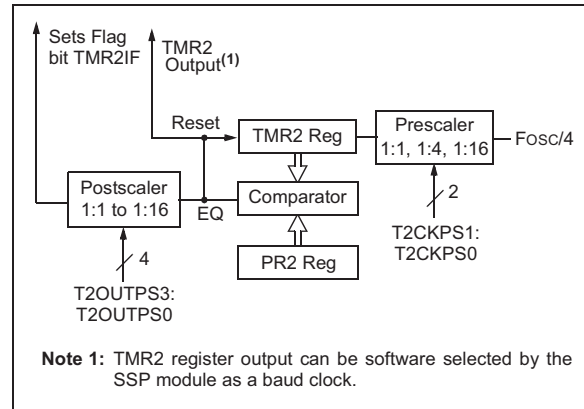 Sets Flag
bit TMR2IF
TMR2
Output(1)
Reset
TMR2 Reg
Prescaler
1:1, 1:4, 1:16
FOSC/4
Postscaler
1:1 to 1:16
EQ
Comparator
2
T2CKPS1:
T2CKPS0
4
PR2 Reg
T2OUTPS3:
T2OUTPS0
Note 1: TMR2 register output can be software selected by the
SSP module as a baud clock.